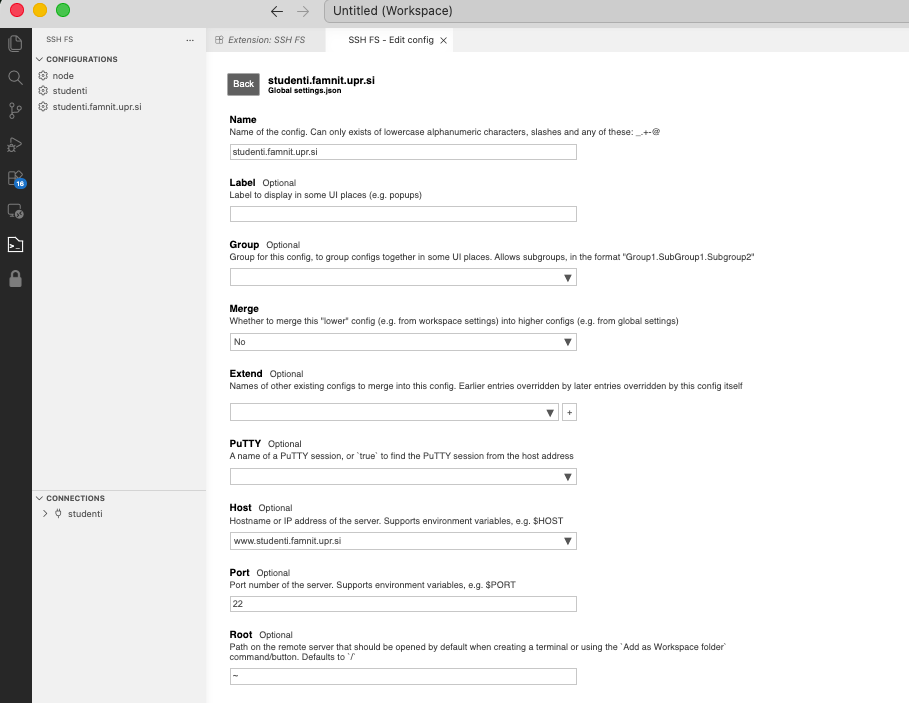 Untitled (Workspace)
SSH FS
...
Extension: SSH FS
SSH FS - Edit config
CONFIGURATIONS
node
studenti
studenti.famnit.upr.si
16
CONNECTIONS
studenti
Back
studenti.famnit.upr.si
Global settings.json
Name
Name of the config. Can only exists of lowercase alphanumeric characters, slashes and any of these: _.+-@
studenti.famnit.upr.si
Label Optional
Label to display in some UI places (e.g. popups)
Group Optional
Group for this config, to group configs together in some UI places. Allows subgroups, in the format "Group1.SubGroup1.Subgroup2"
Merge
Whether to merge this "lower" config (e.g. from workspace settings) into higher configs (e.g. from global settings)
No
Extend Optional
Names of other existing configs to merge into this config. Earlier entries overridden by later entries overridden by this config itself
+
PuTTY Optional
A name of a PuTTY session, or `true` to find the PuTTY session from the host address
Host Optional
Hostname or IP address of the server. Supports environment variables, e.g. $HOST
www.studenti.famnit.upr.si
Port Optional
Port number of the server. Supports environment variables, e.g. $PORT
22
Root Optional
Path on the remote server that should be opened by default when creating a terminal or using the `Add as Workspace folder`
command/button. Defaults to `/`
~